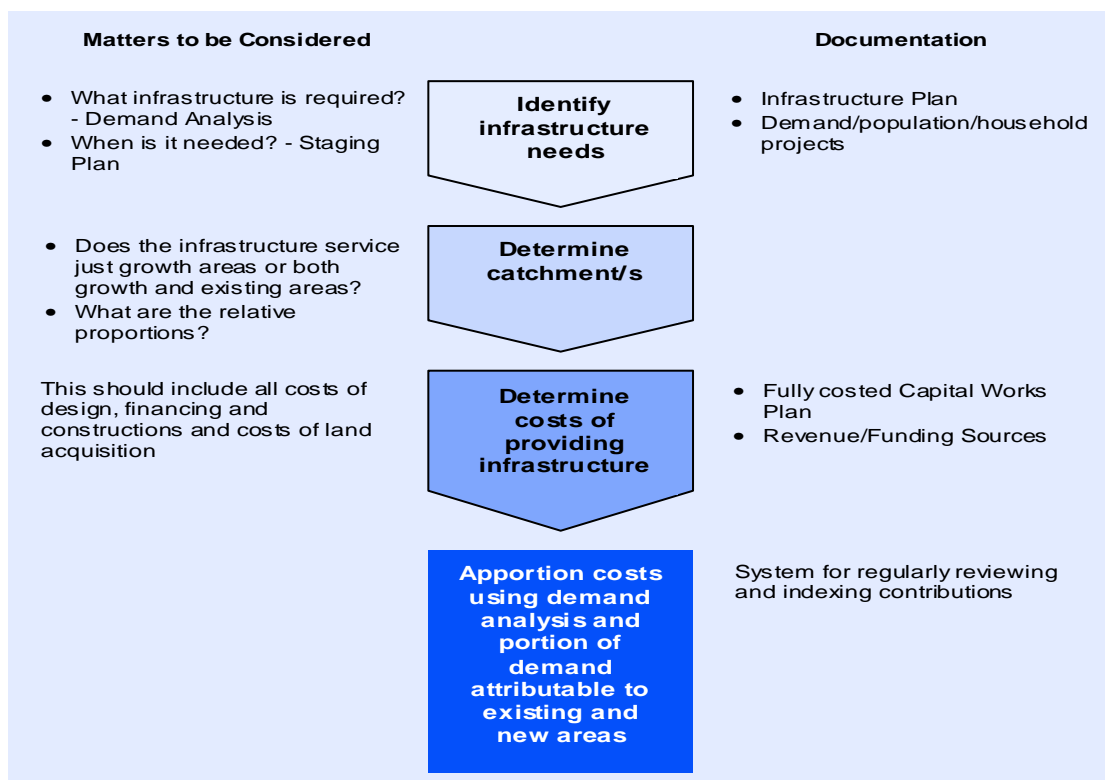 Matters to be Considered
Documentation
• What infrastructure is required?
- Demand Analysis
• When is it needed? - Staging
Plan
Identify
infrastructure
needs
• Infrastructure Plan
• Demand/population/household
projects
• Does the infrastructure service
just growth areas or both
growth and existing areas?
• What are the relative
proportions?
Determine
catchment/s
This should include all costs of
design, financing and
constructions and costs of land
acquisition
Determine
costs of
providing
infrastructure
• Fully costed Capital Works
Plan
• Revenue/Funding Sources
Apportion costs
using demand
analysis and
portion of
demand
attributable to
existing and
new areas
System for regularly reviewing
and indexing contributions